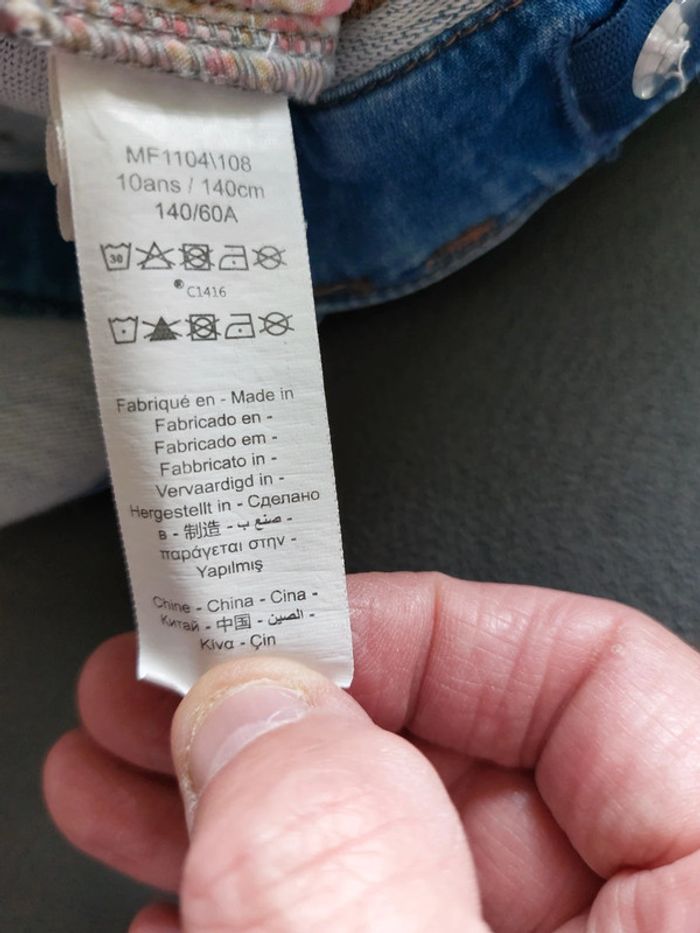 MF1104\108
10ans / 140cm
140/60A
30
® C1416
Fabriqué en - Made in
Fabricado en -
Fabricado em -
Fabbricato in -
Vervaardigd in -
Hergestellt in - Сделано
в - 制造 - صنع ب -
παράγεται στην -
Yapılmış
Chine - China - Cina -
Китай - 中国 - الصين -
Κίνα - Çin